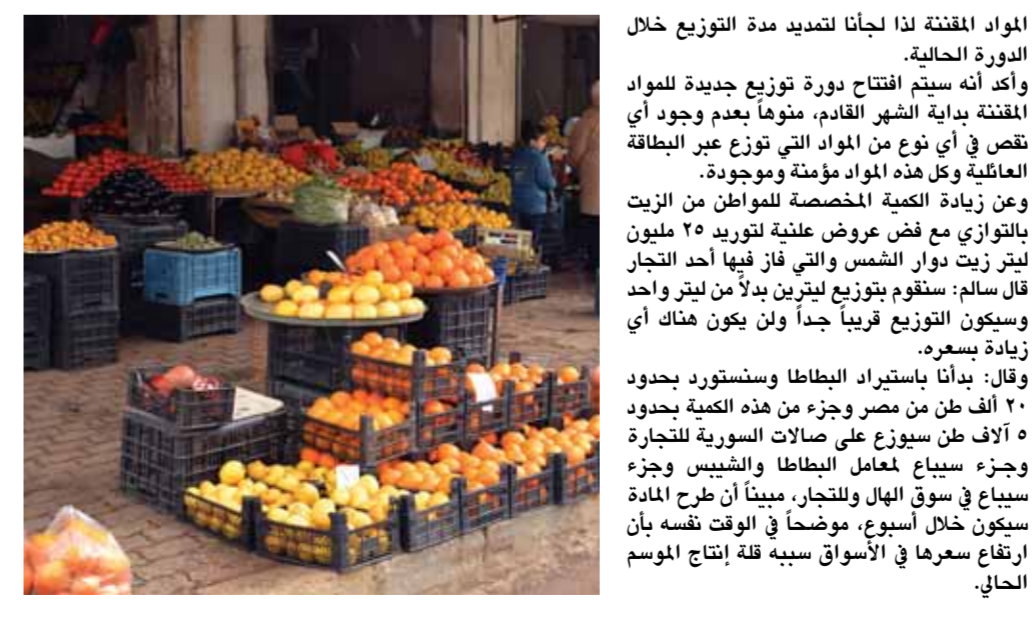 المواد المقننة لذا لجأنا لتمديد مدة التوزيع خلال
الدورة الحالية.
وأكد أنه سيتم افتتاح دورة توزيع جديدة للمواد
المقننة بداية الشهر القادم، منوهاً بعدم وجود أي
نقص في أي نوع من المواد التي توزع عبر البطاقة
العائلية وكل هذه المواد مؤمنة وموجودة.
وعن زيادة الكمية المخصصة للمواطن من الزيت
بالتوازي مع فض عروض علنية لتوريد ٢٥ مليون
ليتر زيت دوار الشمس والتي فاز فيها أحد التجار
قال سالم: سنقوم بتوزيع ليترين بدلاً من ليتر واحد
وسيكون التوزيع قريباً جداً ولن يكون هناك أي
زيادة بسعره.
وقال: بدأنا باستيراد البطاطا وسنستورد بحدود
٢٠ ألف طن من مصر وجزء من هذه الكمية بحدود
٥ آلاف طن سيوزع على صالات السورية للتجارة
وجزء سيباع لمعامل البطاطا والشيبس وجزء
سيباع في سوق الهال وللتجار، مبيناً أن طرح المادة
سيكون خلال أسبوع، موضحاً في الوقت نفسه بأن
ارتفاع سعرها في الأسواق سببه قلة إنتاج الموسم
الحالي.